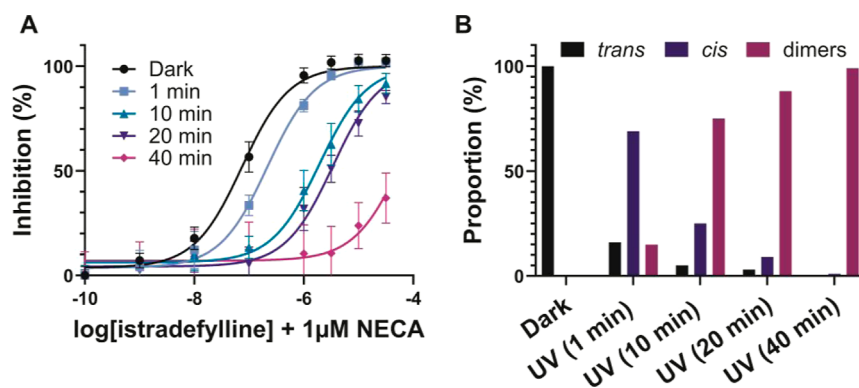 A
Inhibition (%)
100
50
0
Dark
1 min
10 min
20 min
40 min
-10
-8
-6
-4
log[istradefylline] + 1µM NECA
B
trans
cis
dimers
Proportion (%)
100
50
0
Dark
UV (1 min)
UV (10 min)
UV (20 min)
UV (40 min)